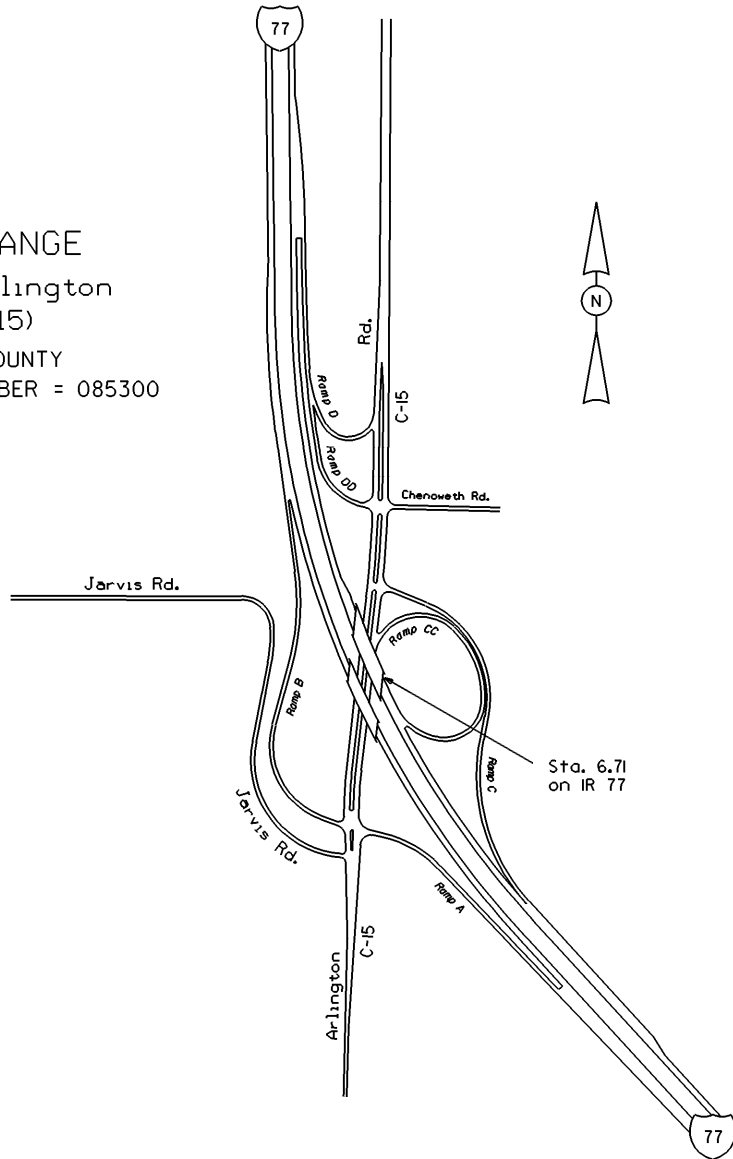 77
ANGE
lington
15)
OUNTY
BER = 085300
N
Rd.
C-15
Ramp D
Ramp DD
Chenoweth Rd.
Jarvis Rd.
Ramp CC
Ramp B
Sta. 6.71
on IR 77
Ramp C
Jarvis Rd.
Ramp A
Arlington
C-15
77